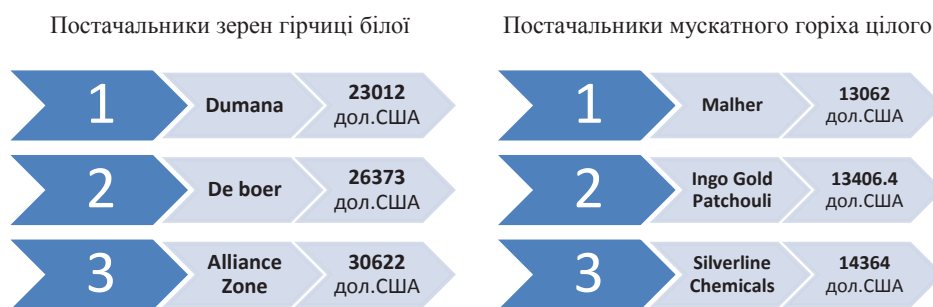 Постачальники зерен гірчиці білої
1
Dumana
23012
дол.США
2
De boer
26373
дол.США
3
Alliance
Zone
30622
дол.США
Постачальники мускатного горіха цілого
1
Malher
13062
дол.США
2
Ingo Gold
Patchouli
13406.4
дол.США
3
Silverline
Chemicals
14364
дол.США